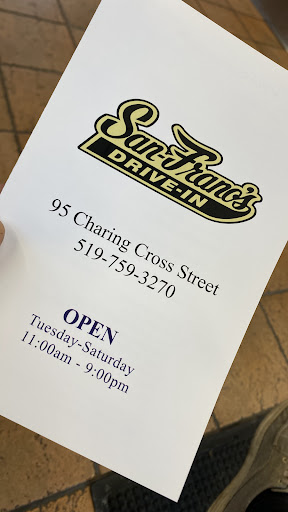 San-Franc's
DRIVE-IN
95 Charing Cross Street
519-759-3270
OPEN
Tuesday-Saturday
11:00am - 9:00pm